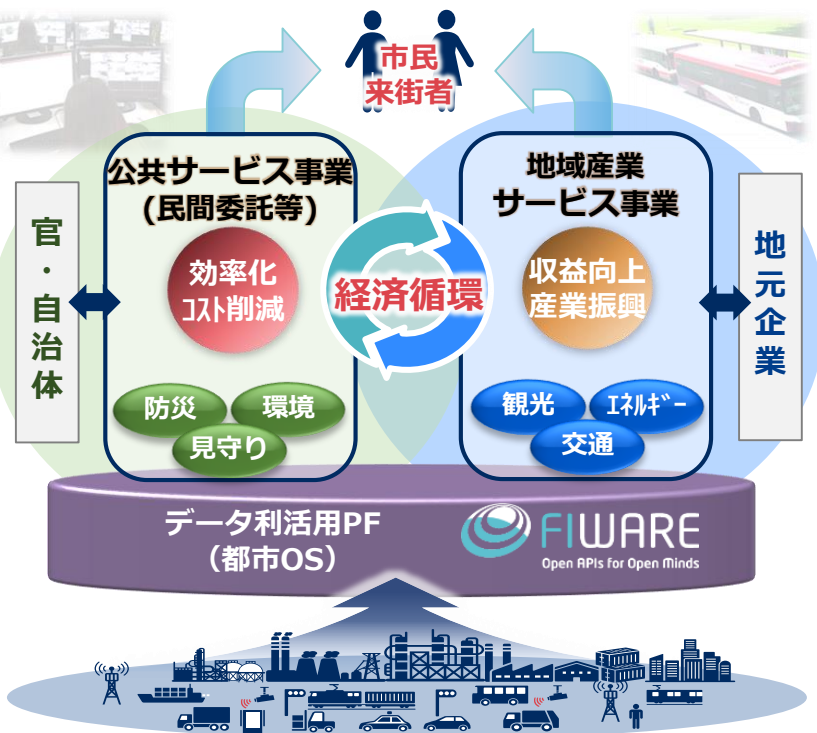 市民
来街者
公共サービス事業
(民間委託等)
地域産業
サービス事業
官・自治体
効率化
ｺｽﾄ削減
経済循環
収益向上
産業振興
地元企業
防災
環境
見守り
観光
ｴﾈﾙｷﾞｰ
交通
データ利活用PF
（都市OS）
FIWARE
Open APIs for Open Minds